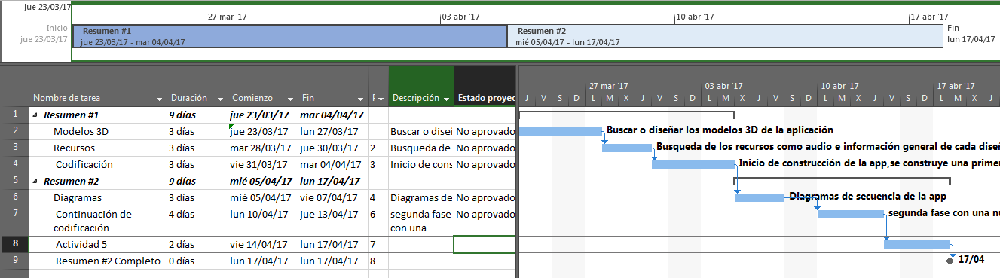 jue 23/03/17
27 mar '17
03 abr '17
10 abr '17
17 abr '17
Inicio
jue 23/03/17
Resumen #1
jue 23/03/17 - mar 04/04/17
Resumen #2
mié 05/04/17 - lun 17/04/17
Fin
lun 17/04/17
27 mar '17 03 abr '17 10 abr '17 17 abr '17
Nombre de tarea Duración Comienzo Fin F Descripción Estado proyec
J V S D L M X J V S D L M X J V S D L M X J V S D L M X J
1 Resumen #1 9 días jue 23/03/17 mar 04/04/17
2 Modelos 3D 3 días jue 23/03/17 lun 27/03/17 Buscar o disei No aprovado Buscar o diseñar los modelos 3D de la aplicación
3 Recursos 3 días mar 28/03/17 jue 30/03/17 2 Busqueda de No aprovado Busqueda de los recursos como audio e información general de cada diseñ
4 Codificación 3 días vie 31/03/17 mar 04/04/17 3 Inicio de cons No aprovado Inicio de construcción de la app,se construye una primer
5 Resumen #2 9 días mié 05/04/17 lun 17/04/17
6 Diagramas 3 días mié 05/04/17 vie 07/04/17 4 Diagramas de No aprovado Diagramas de secuencia de la app
7 Continuación de codificación 4 días lun 10/04/17 jue 13/04/17 6 segunda fase con una No aprovado segunda fase con una nu
8 Actividad 5 2 días vie 14/04/17 lun 17/04/17 7
9 Resumen #2 Completo 0 días lun 17/04/17 lun 17/04/17 8 17/04